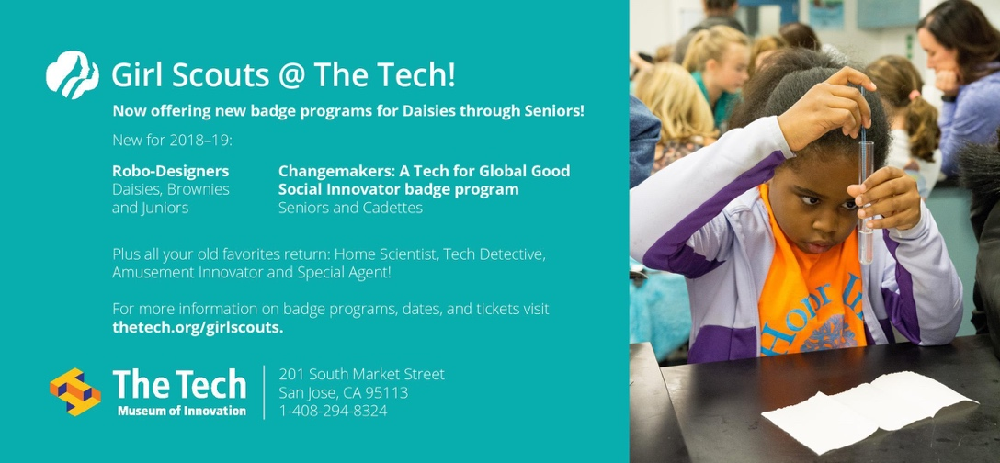 Girl Scouts @ The Tech!
Now offering new badge programs for Daisies through Seniors!
New for 2018–19:
Robo-Designers
Daisies, Brownies
and Juniors
Changemakers: A Tech for Global Good
Social Innovator badge program
Seniors and Cadettes
Plus all your old favorites return: Home Scientist, Tech Detective,
Amusement Innovator and Special Agent!
For more information on badge programs, dates, and tickets visit
thetech.org/girlscouts.
The Tech
Museum of Innovation
201 South Market Street
San Jose, CA 95113
1-408-294-8324
Honor